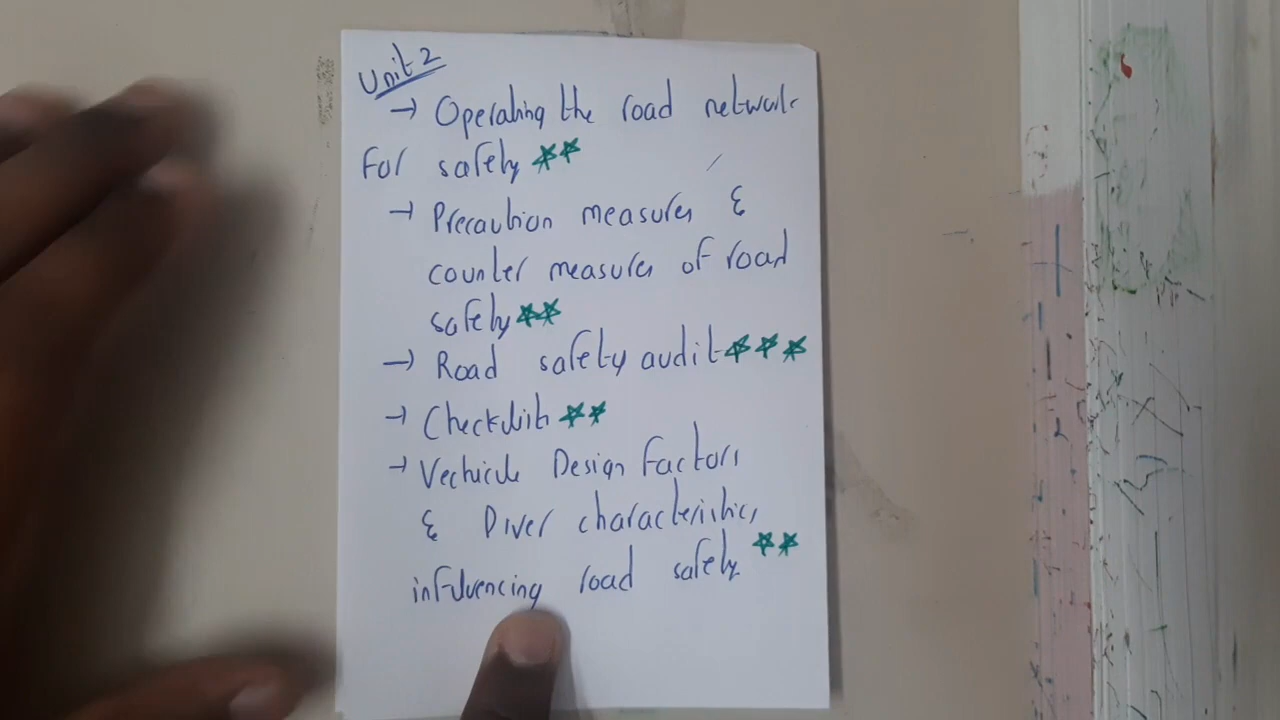 Unit 2
→ Operating the road network
For safety ★★
→ Precaution measures &
counter measures of road
safety ★★
→ Road safety audit ★★★
→ Checklists ★★
→ Vechicle Design Factors
& Diver characteristics
influencing road safety ★★